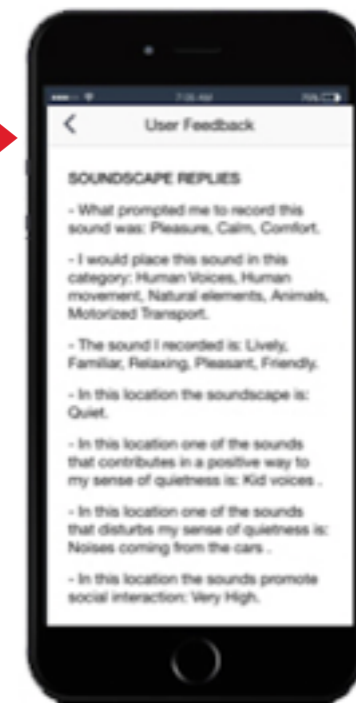 User Feedback
SOUNDSCAPE REPLIES
- What prompted me to record this
sound was: Pleasure, Calm, Comfort.
- I would place this sound in this
category: Human Voices, Human
movement, Natural elements, Animals,
Motorized Transport.
- The sound I recorded is: Lively,
Familiar, Relaxing, Pleasant, Friendly.
- In this location the soundscape is:
Quiet.
- In this location one of the sounds
that contributes in a positive way to
my sense of quietness is: Kid voices .
- In this location one of the sounds
that disturbs my sense of quietness is:
Noises coming from the cars .
- In this location the sounds promote
social interaction: Very High.